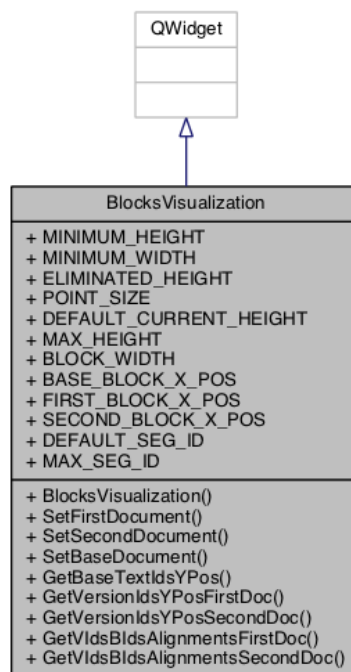 QWidget
BlocksVisualization
+ MINIMUM_HEIGHT
+ MINIMUM_WIDTH
+ ELIMINATED_HEIGHT
+ POINT_SIZE
+ DEFAULT_CURRENT_HEIGHT
+ MAX_HEIGHT
+ BLOCK_WIDTH
+ BASE_BLOCK_X_POS
+ FIRST_BLOCK_X_POS
+ SECOND_BLOCK_X_POS
+ DEFAULT_SEG_ID
+ MAX_SEG_ID
+ BlocksVisualization()
+ SetFirstDocument()
+ SetSecondDocument()
+ SetBaseDocument()
+ GetBaseTextIdsYPos()
+ GetVersionIdsYPosFirstDoc()
+ GetVersionIdsYPosSecondDoc()
+ GetVIdsBIdsAlignmentsFirstDoc()
+ GetVIdsBIdsAlignmentsSecondDoc()